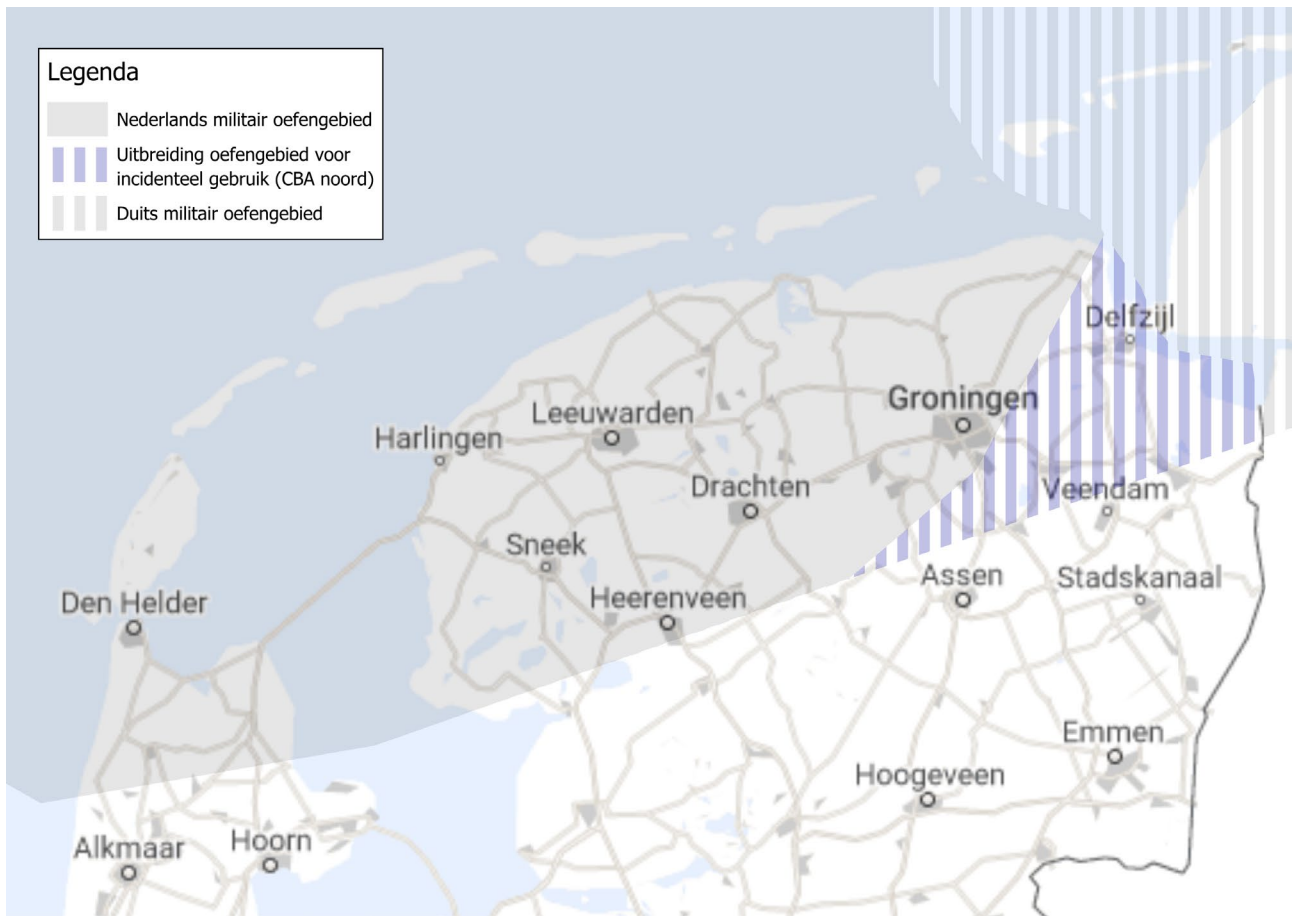 Legenda
Nederlands militair oefengebied
Uitbreiding oefengebied voor
incidenteel gebruik (CBA noord)
Duits militair oefengebied
Delfzijl
Groningen
Leeuwarden
Harlingen
Drachten
Veendam
Sneek
Assen
Stadskanaal
Den Helder
Heerenveen
Emmen
Hoogeveen
Alkmaar
Hoorn